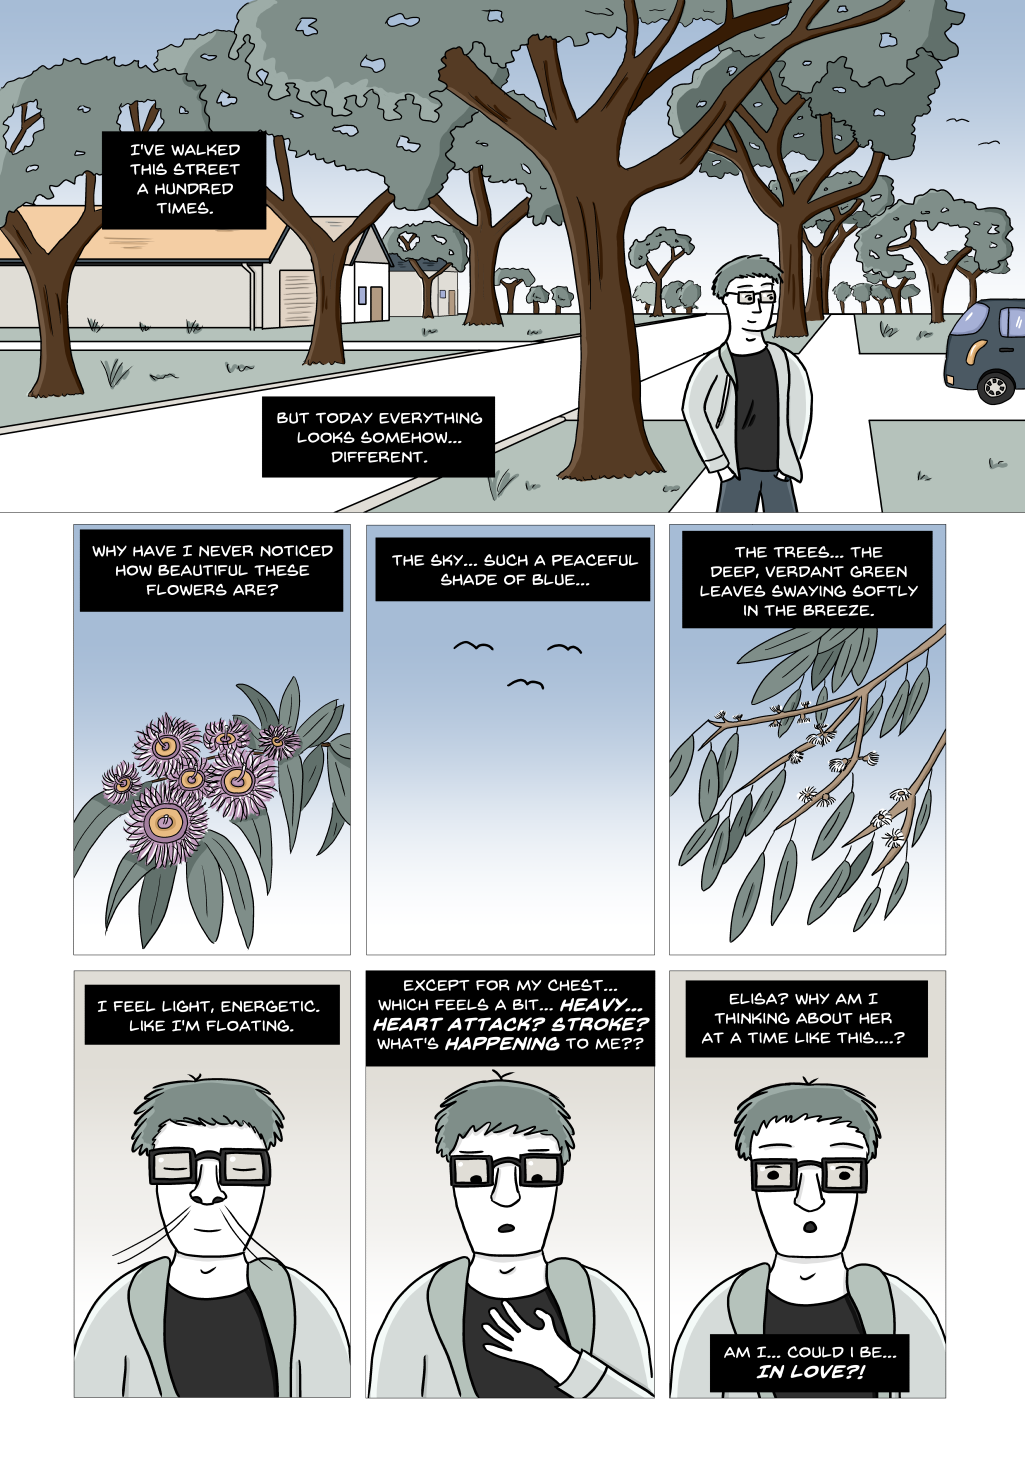 I'VE WALKED
THIS STREET
A HUNDRED
TIMES.
BUT TODAY EVERYTHING
LOOKS SOMEHOW...
DIFFERENT.
WHY HAVE I NEVER NOTICED
HOW BEAUTIFUL THESE
FLOWERS ARE?
THE SKY... SUCH A PEACEFUL
SHADE OF BLUE...
THE TREES... THE
DEEP, VERDANT GREEN
LEAVES SWAYING SOFTLY
IN THE BREEZE.
I FEEL LIGHT, ENERGETIC.
LIKE I'M FLOATING.
EXCEPT FOR MY CHEST...
WHICH FEELS A BIT... HEAVY...
HEART ATTACK? STROKE?
WHAT'S HAPPENING TO ME??
ELISA? WHY AM I
THINKING ABOUT HER
AT A TIME LIKE THIS....?
AM I... COULD I BE...
IN LOVE?!